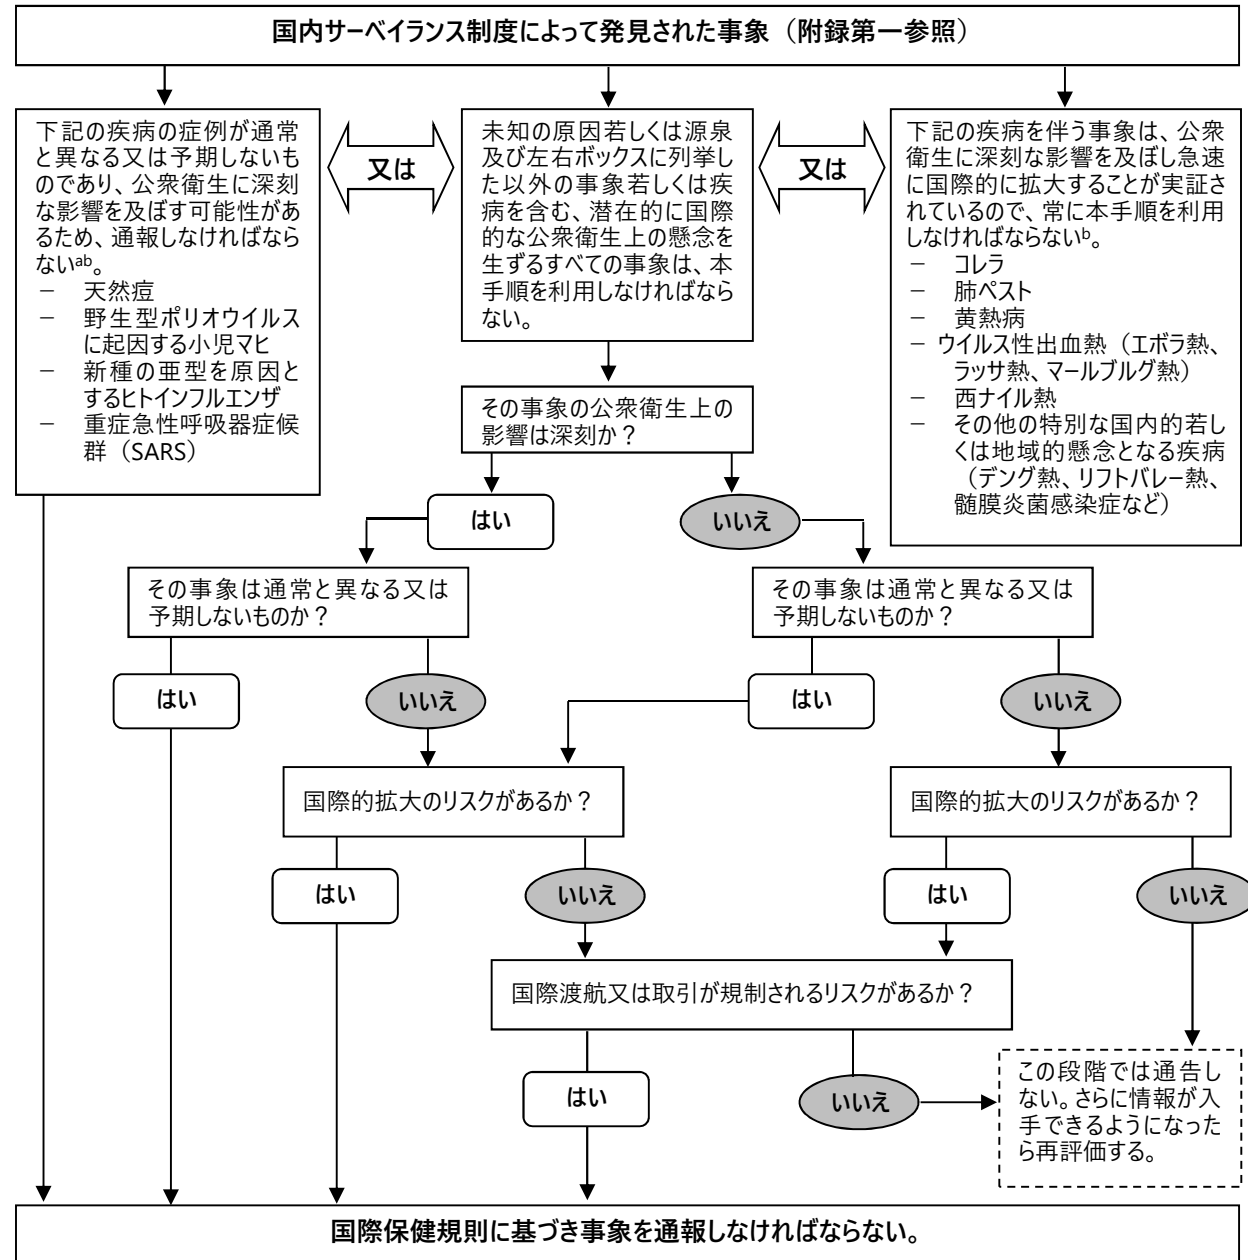 国内サーベイランス制度によって発見された事象（附録第一参照）
下記の疾病の症例が通常
と異なる又は予期しないも
のであり、公衆衛生に深刻
な影響を及ぼす可能性があ
るため、通報しなければなら
ないab。
－ 天然痘
－ 野生型ポリオウイルス
に起因する小児マヒ
－ 新種の亜型を原因と
するヒトインフルエンザ
－ 重症急性呼吸器症候
群（SARS）
又は
未知の原因若しくは源泉
及び左右ボックスに列挙し
た以外の事象若しくは疾
病を含む、潜在的に国際
的な公衆衛生上の懸念を
生ずるすべての事象は、本
手順を利用しなければなら
ない。
又は
下記の疾病を伴う事象は、公衆
衛生に深刻な影響を及ぼし急速
に国際的に拡大することが実証さ
れているので、常に本手順を利用
しなければならないb。
－ コレラ
－ 肺ペスト
－ 黄熱病
－ ウイルス性出血熱（エボラ熱、
ラッサ熱、マールブルグ熱）
－ 西ナイル熱
－ その他の特別な国内的若し
くは地域的懸念となる疾病
（デング熱、リフトバレー熱、
髄膜炎菌感染症など）
その事象の公衆衛生上の
影響は深刻か？
はい
いいえ
その事象は通常と異なる又は
予期しないものか？
その事象は通常と異なる又は
予期しないものか？
はい
いいえ
はい
いいえ
国際的拡大のリスクがあるか？
国際的拡大のリスクがあるか？
はい
いいえ
はい
いいえ
国際渡航又は取引が規制されるリスクがあるか？
はい
いいえ
この段階では通告し
ない。さらに情報が入
手できるようになった
ら再評価する。
国際保健規則に基づき事象を通報しなければならない。